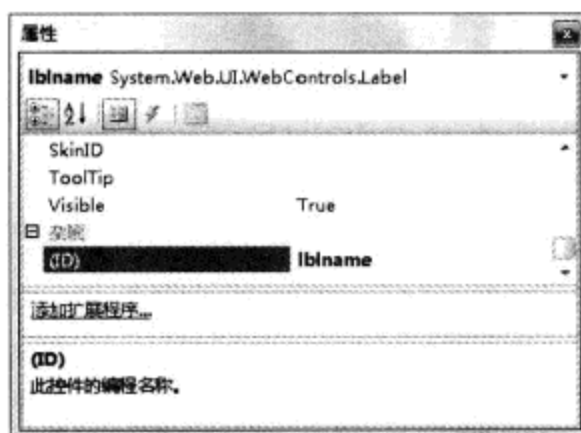 属性
lblname System.Web.UI.WebControls.Label
SkinID
ToolTip
Visible True
杂项
(ID) lblname
添加扩展程序...
(ID)
此控件的编程名称。